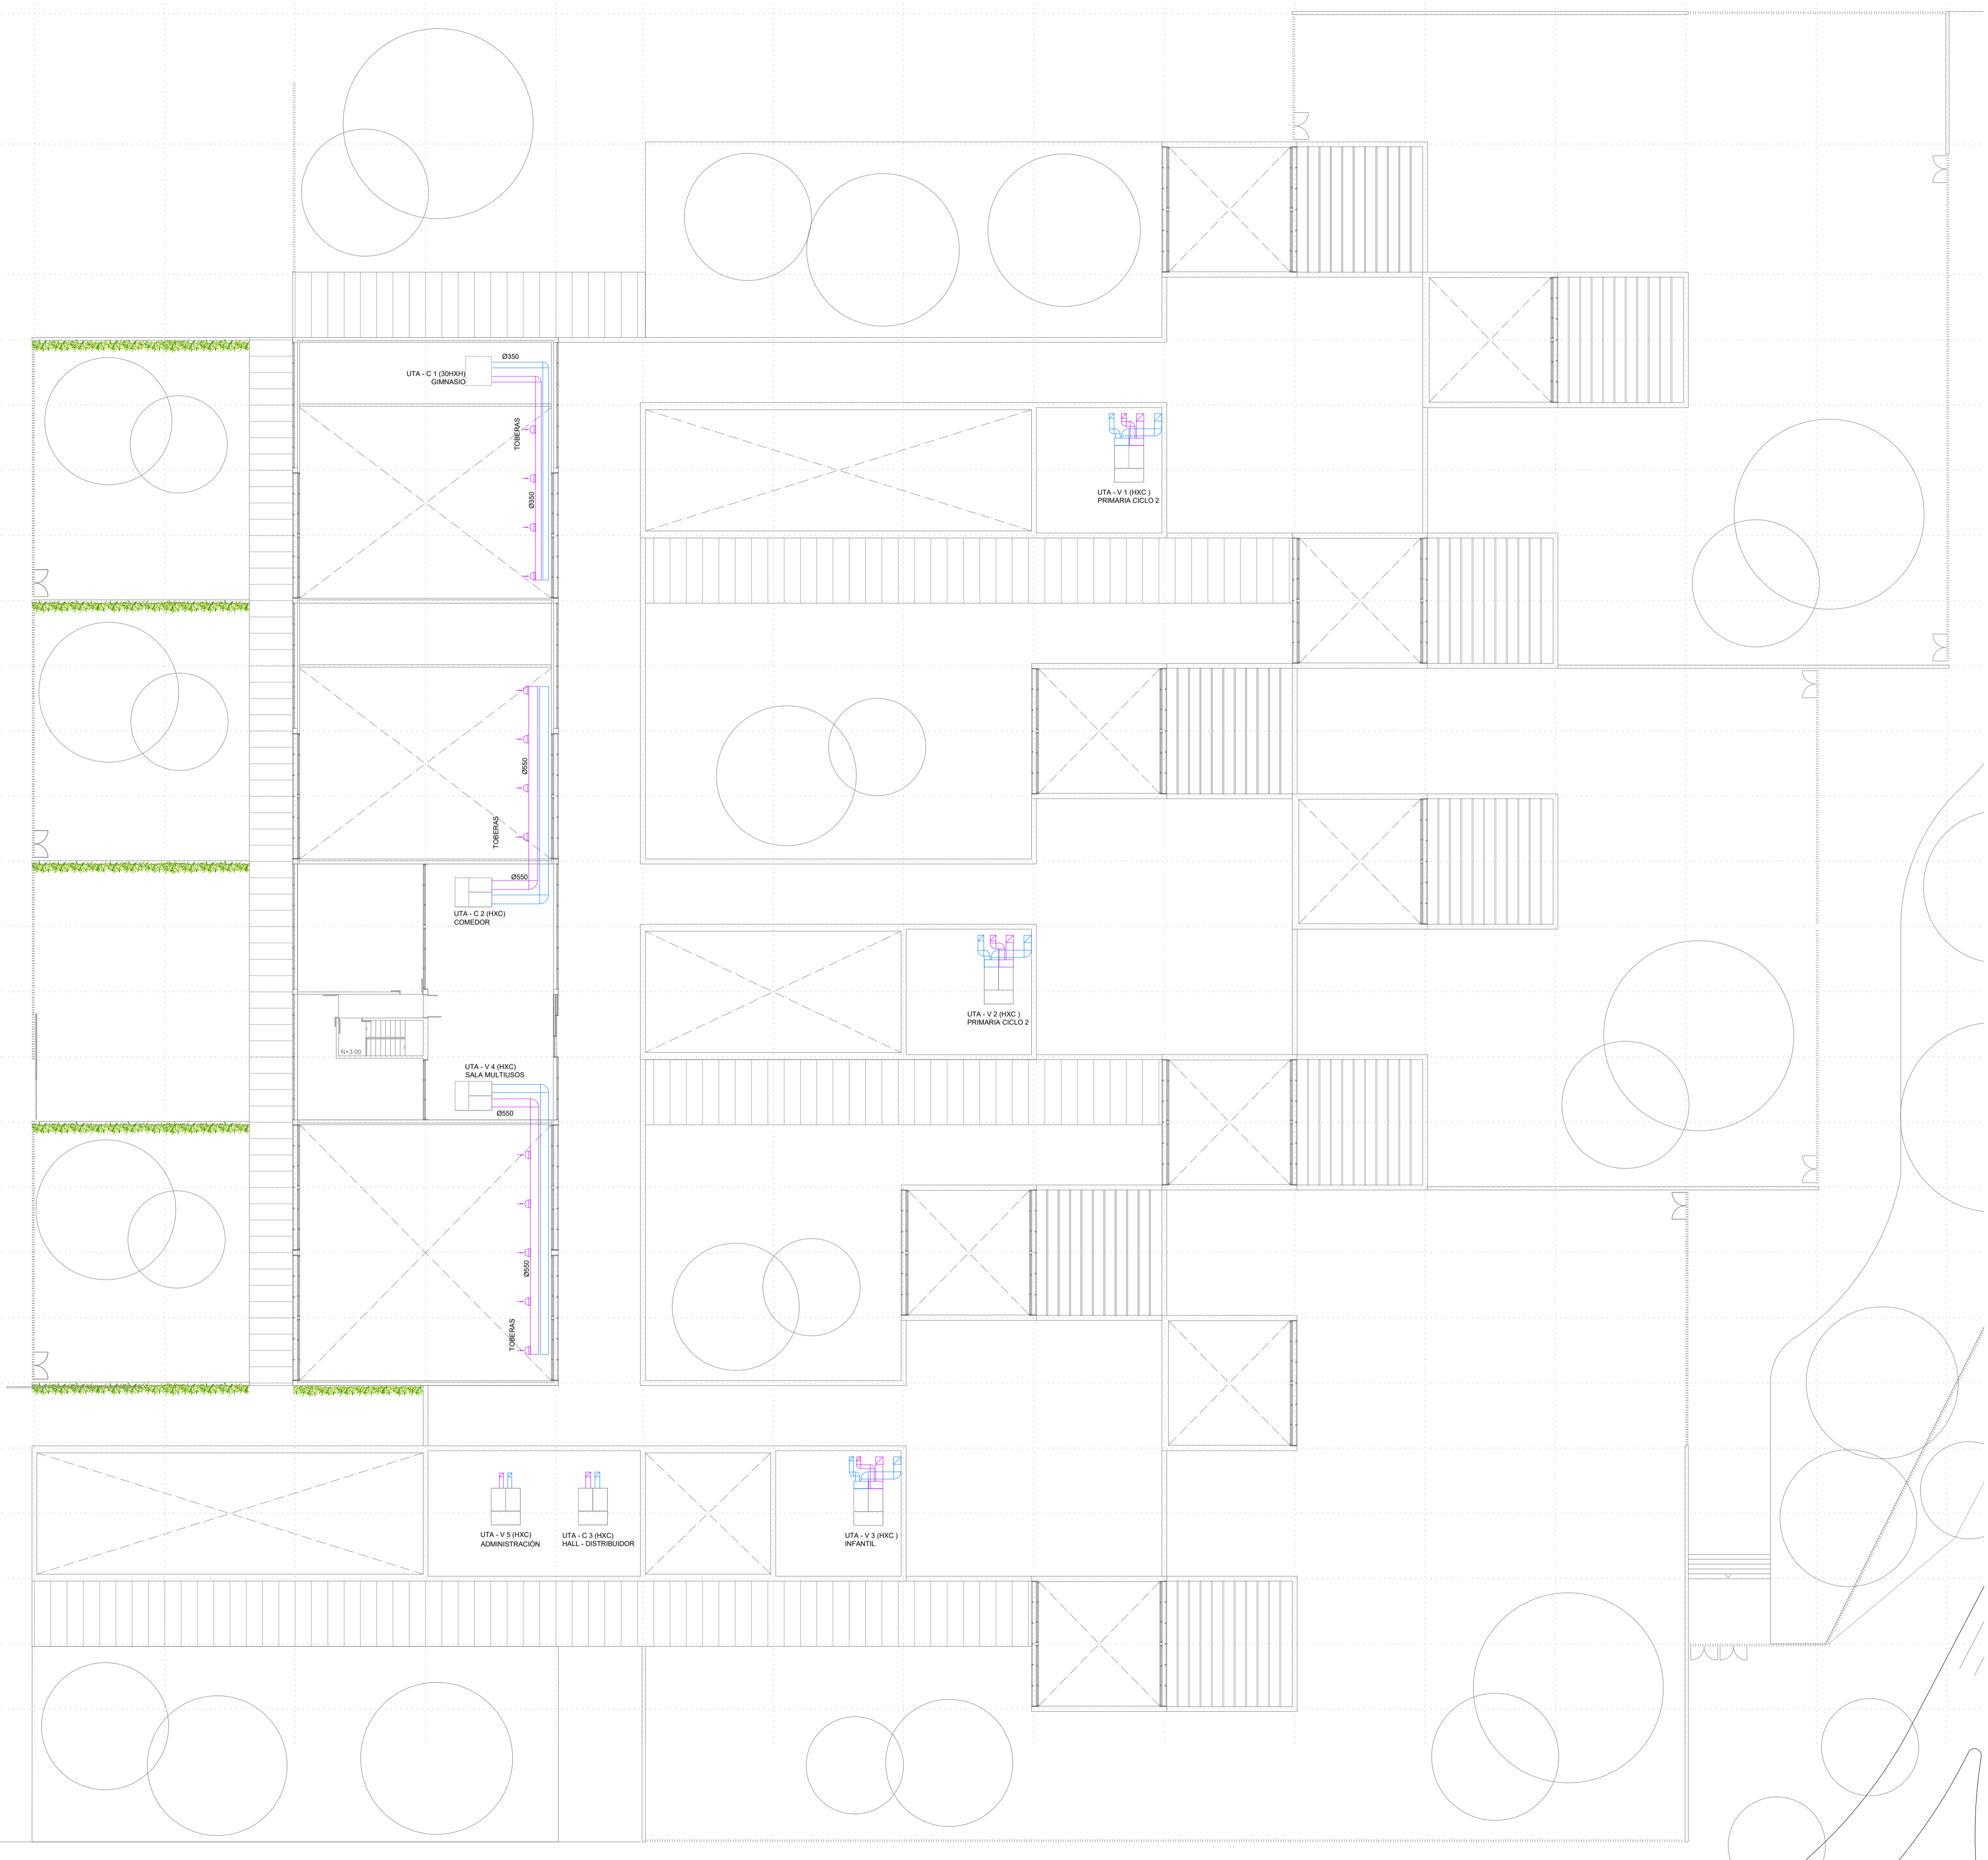 Ø350
UTA - C 1 (30HXH)
GIMNASIO
TOBERAS
Ø350
UTA - V 1 (HXC )
PRIMARIA CICLO 2
Ø550
TOBERAS
Ø550
UTA - C 2 (HXC)
COMEDOR
UTA - V 2 (HXC )
PRIMARIA CICLO 2
N+3.00
UTA - V 4 (HXC)
SALA MULTIUSOS
Ø550
Ø550
TOBERAS
UTA - V 5 (HXC)
ADMINISTRACIÓN
UTA - C 3 (HXC)
HALL - DISTRIBUIDOR
UTA - V 3 (HXC )
INFANTIL